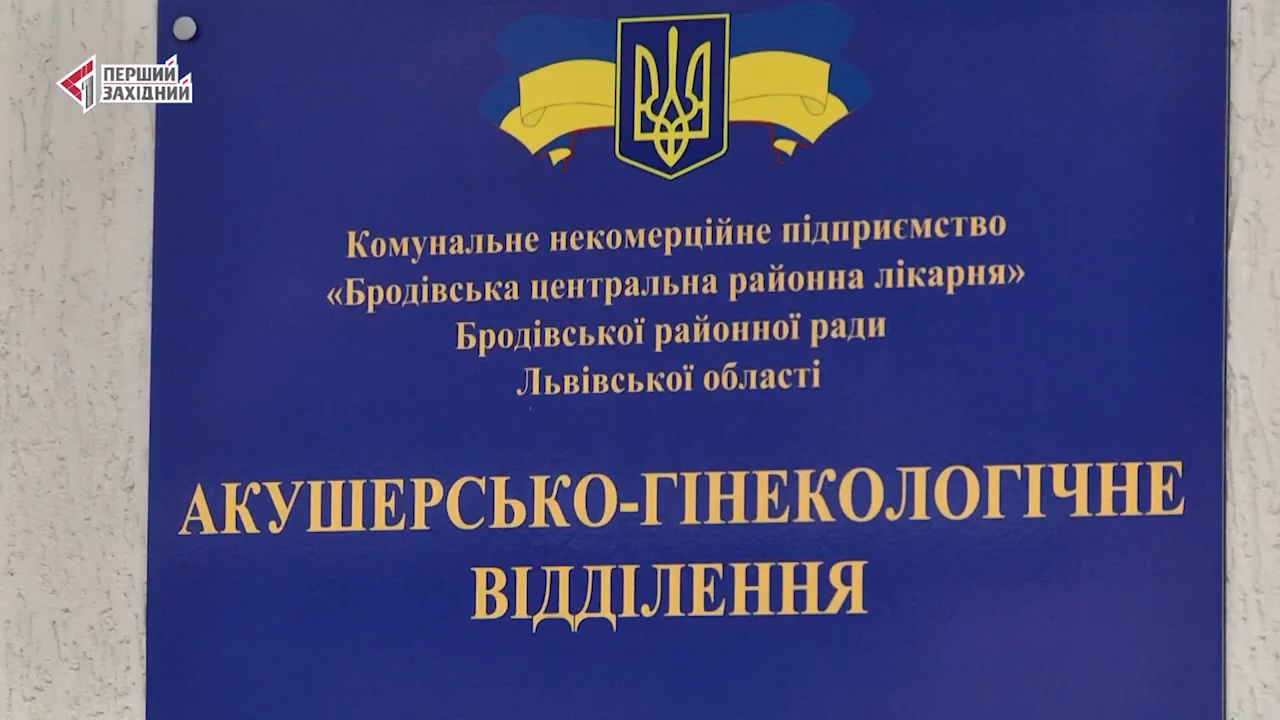 ПЕРШИЙ
ЗАХІДНИЙ
Комунальне некомерційне підприємство
«Бродівська центральна районна лікарня»
Бродівської районної ради
Львівської області
АКУШЕРСЬКО-ГІНЕКОЛОГІЧНЕ
ВІДДІЛЕННЯ